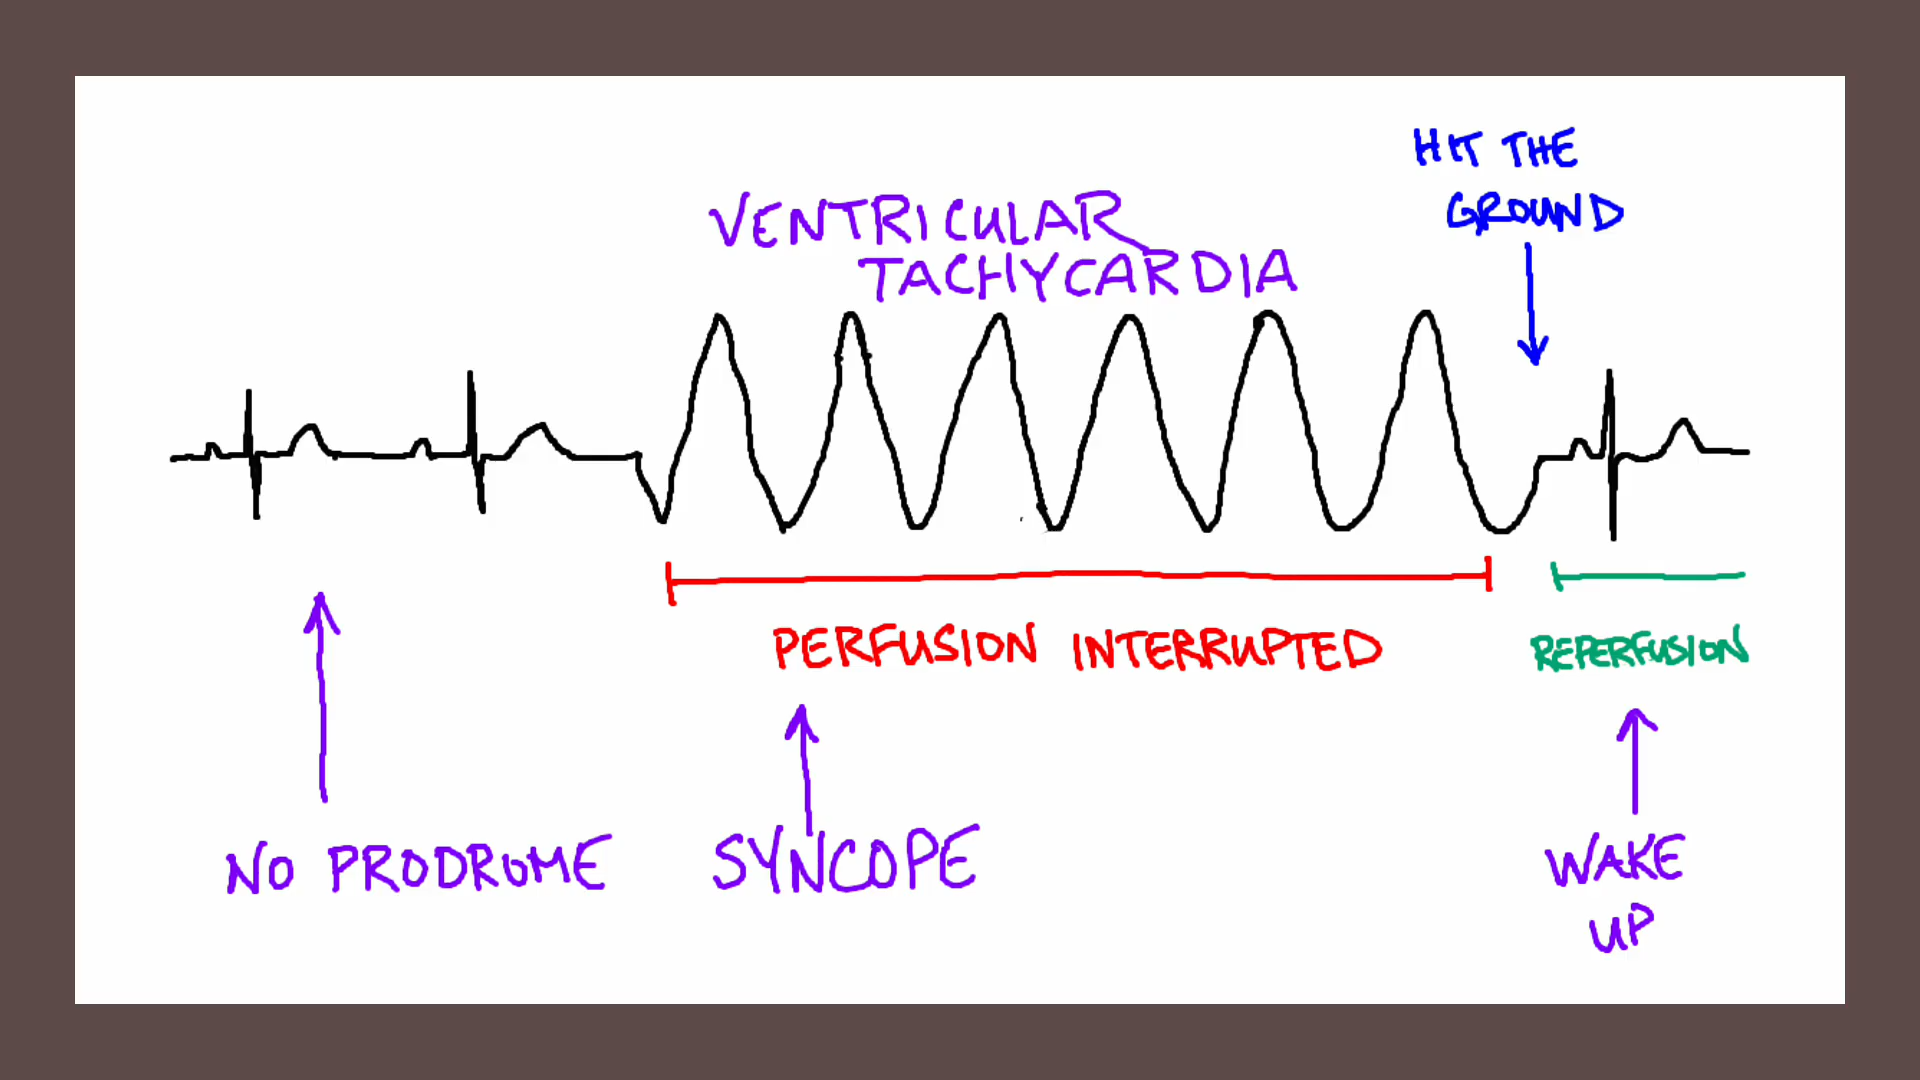 HIT THE
GROUND
VENTRICULAR
TACHYCARDIA
PERFUSION INTERRUPTED
REPERFUSION
NO PRODROME
SYNCOPE
WAKE
UP